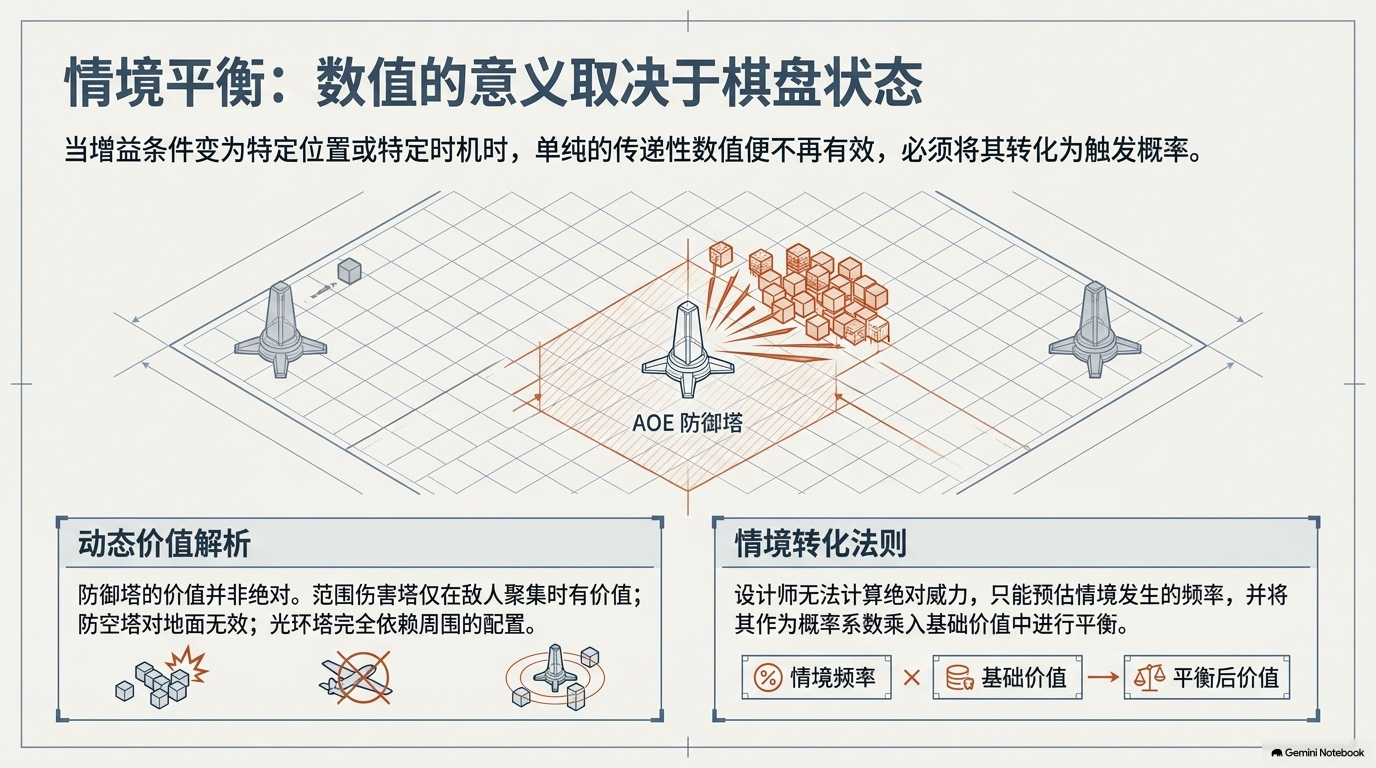 情境平衡：数值的意义取决于棋盘状态
当增益条件变为特定位置或特定时机时，单纯的传递性数值便不再有效，必须将其转化为触发概率。
AOE 防御塔
动态价值解析
防御塔的价值并非绝对。范围伤害塔仅在敌人聚集时有价值；
防空塔对地面无效；光环塔完全依赖周围的配置。
情境转化法则
设计师无法计算绝对威力，只能预估情境发生的频率，并将
其作为概率系数乘入基础价值中进行平衡。
% 情境频率 × 基础价值 → 平衡后价值
Gemini Notebook